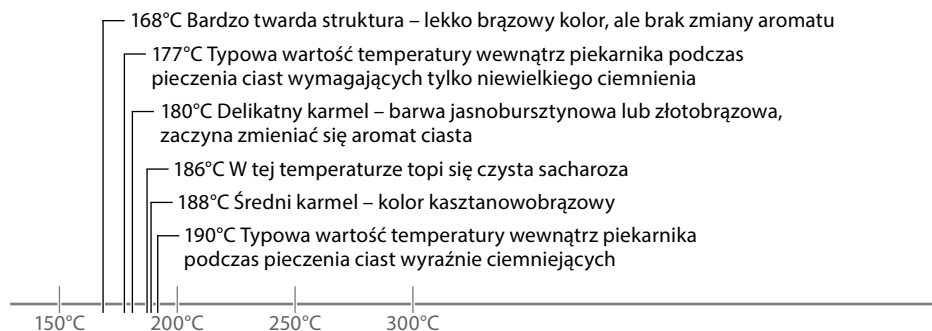 168°C Bardzo twarda struktura – lekko brązowy kolor, ale brak zmiany aromatu
177°C Typowa wartość temperatury wewnątrz piekarnika podczas
pieczenia ciast wymagających tylko niewielkiego ciemnienia
180°C Delikatny karmel – barwa jasnobursztynowa lub złotobrązowa,
zaczyna zmieniać się aromat ciasta
186°C W tej temperaturze topi się czysta sacharoza
188°C Średni karmel – kolor kasztanowobrązowy
190°C Typowa wartość temperatury wewnątrz piekarnika
podczas pieczenia ciast wyraźnie ciemniejących
150°C 200°C 250°C 300°C